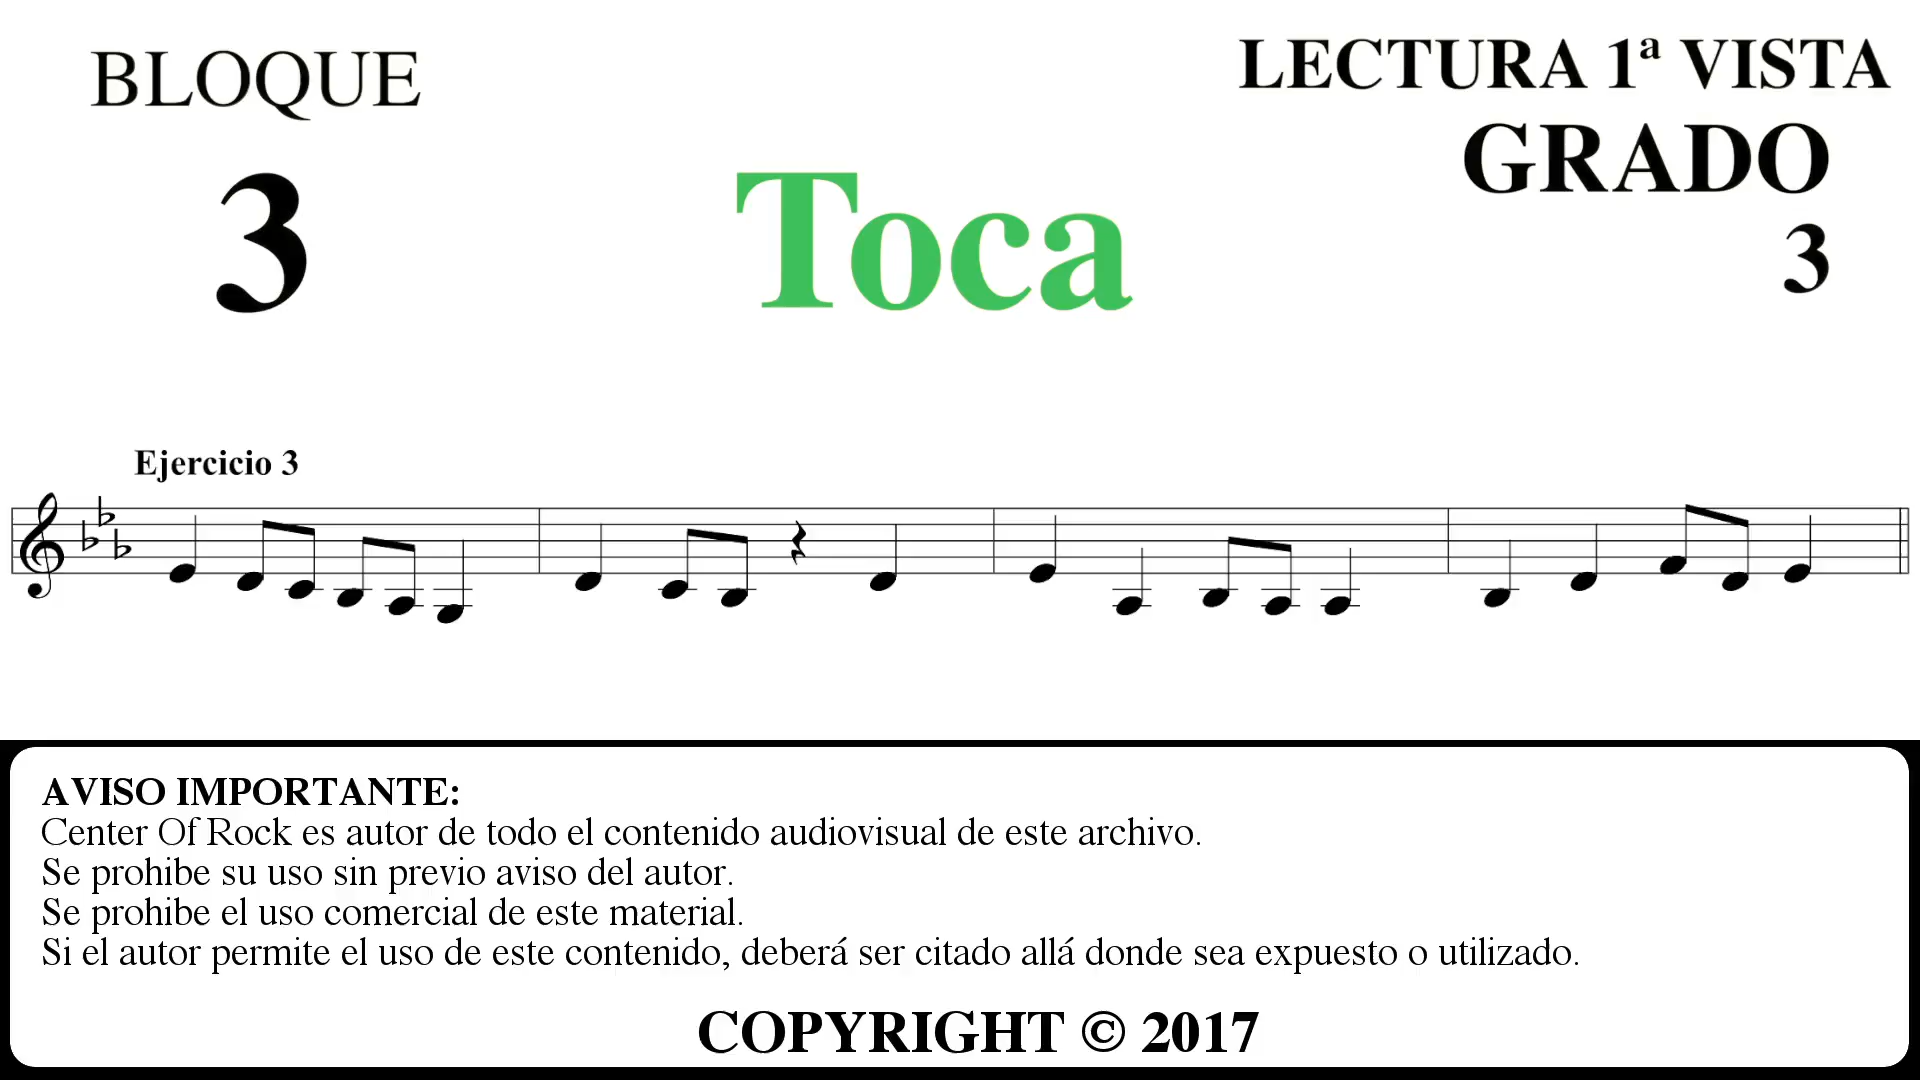 BLOQUE
3
Toca
LECTURA 1ª VISTA
GRADO
3
Ejercicio 3
AVISO IMPORTANTE:
Center Of Rock es autor de todo el contenido audiovisual de este archivo.
Se prohibe su uso sin previo aviso del autor.
Se prohibe el uso comercial de este material.
Si el autor permite el uso de este contenido, deberá ser citado allá donde sea expuesto o utilizado.
COPYRIGHT © 2017